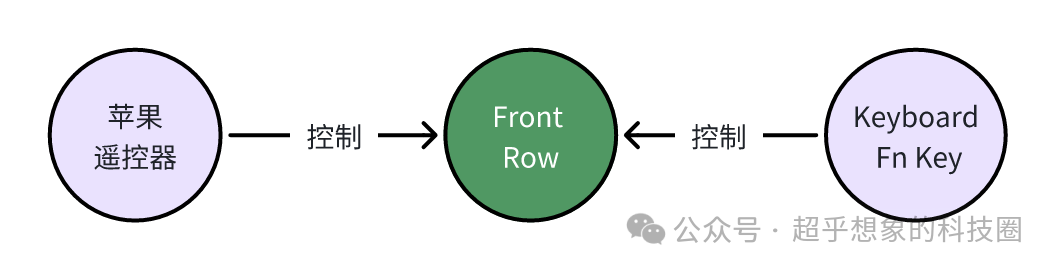 苹果
遥控器
控制
Front
Row
控制
Keyboard
Fn Key
公众号 · 超乎想象的科技圈